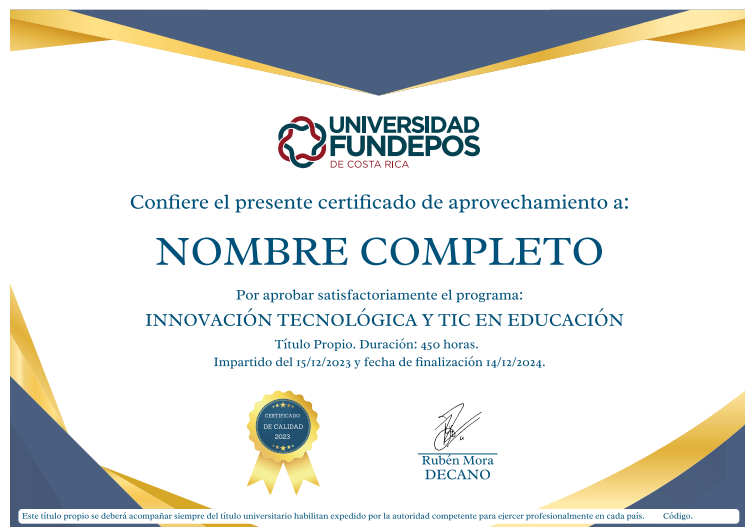 UNIVERSIDAD
FUNDEPOS
DE COSTA RICA
Confiere el presente certificado de aprovechamiento a:
NOMBRE COMPLETO
Por aprobar satisfactoriamente el programa:
INNOVACIÓN TECNOLÓGICA Y TIC EN EDUCACIÓN
Título Propio. Duración: 450 horas.
Impartido del 15/12/2023 y fecha de finalización 14/12/2024.
CERTIFICADO
DE CALIDAD
2023
Rubén Mora
DECANO
Este título propio se deberá acompañar siempre del título universitario habilitan expedido por la autoridad competente para ejercer profesionalmente en cada país. Código.